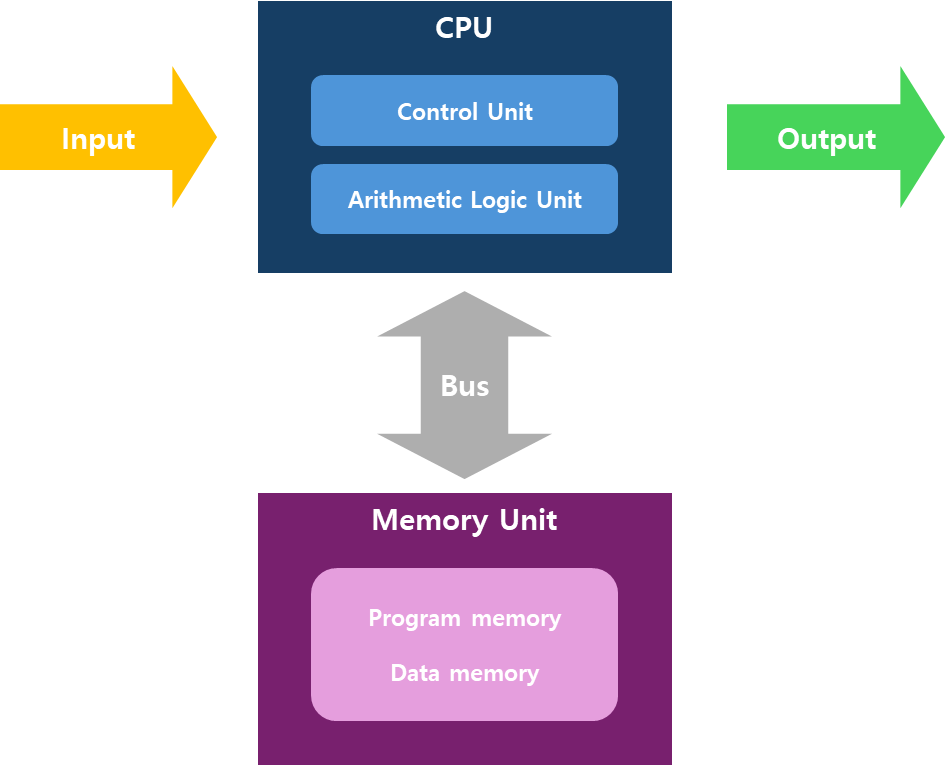 CPU
Control Unit
Input
Output
Arithmetic Logic Unit
Bus
Memory Unit
Program memory
Data memory